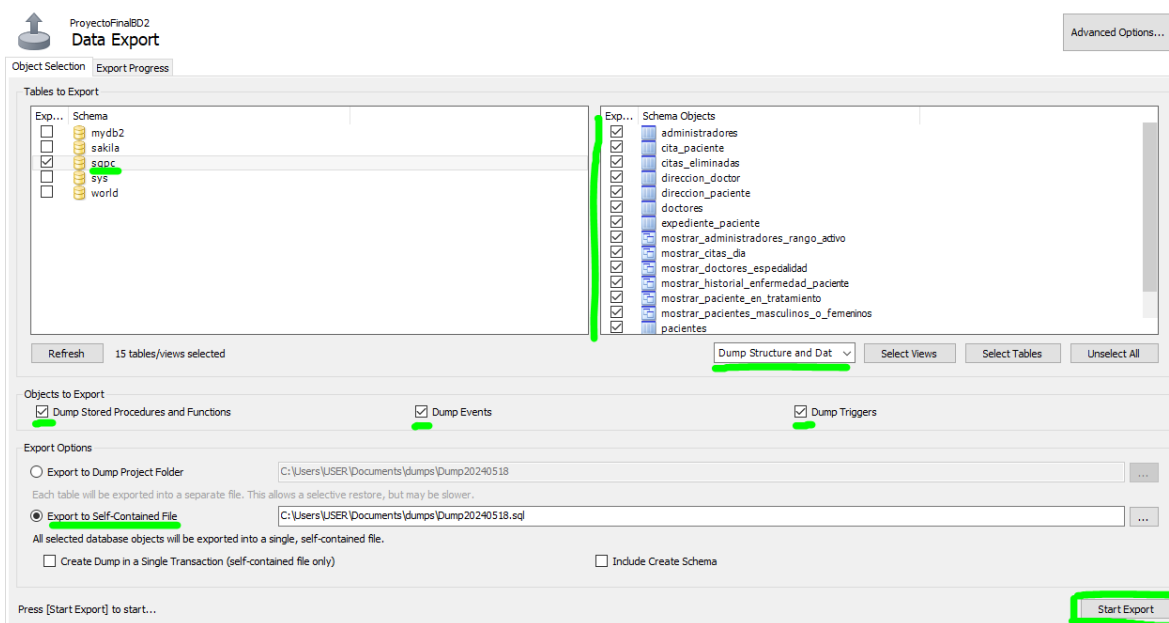 ProyectoFinalBD2
Data Export
Advanced Options...
Object Selection Export Progress
Tables to Export
Exp... Schema
mydb2
sakila
sgpc
sys
world
Exp... Schema Objects
administradores
cita_paciente
citas_eliminadas
direccion_doctor
direccion_paciente
doctores
expediente_paciente
mostrar_administradores_rango_activo
mostrar_citas_dia
mostrar_doctores_especialidad
mostrar_historial_enfermedad_paciente
mostrar_paciente_en_tratamiento
mostrar_pacientes_masculinos_o_femeninos
pacientes
Refresh 15 tables/views selected Dump Structure and Dat Select Views Select Tables Unselect All
Objects to Export
Dump Stored Procedures and Functions Dump Events Dump Triggers
Export Options
Export to Dump Project Folder C:\Users\USER\Documents\dumps\Dump20240518 ...
Each table will be exported into a separate file. This allows a selective restore, but may be slower.
Export to Self-Contained File C:\Users\USER\Documents\dumps\Dump20240518.sql ...
All selected database objects will be exported into a single, self-contained file.
Create Dump in a Single Transaction (self-contained file only) Include Create Schema
Press [Start Export] to start... Start Export